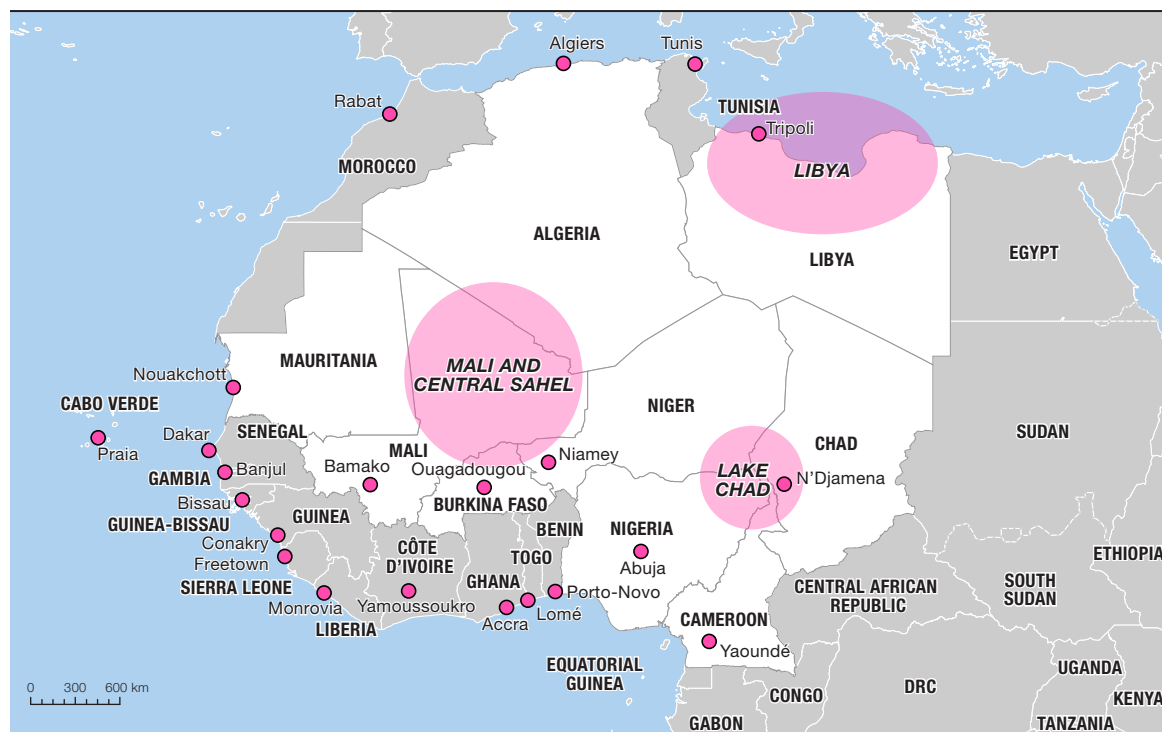 Algiers
Tunis
Rabat
TUNISIA
Tripoli
MOROCCO
LIBYA
ALGERIA
LIBYA
EGYPT
MAURITANIA
MALI AND
CENTRAL SAHEL
Nouakchott
CABO VERDE
NIGER
Praia
Dakar
SENEGAL
CHAD
SUDAN
MALI
Niamey
GAMBIA
Banjul
Bamako
Ouagadougou
LAKE
CHAD
N'Djamena
Bissau
BURKINA FASO
GUINEA-BISSAU
GUINEA
BENIN
NIGERIA
Conakry
CÔTE
D'IVOIRE
TOGO
ETHIOPIA
Freetown
Abuja
SIERRA LEONE
GHANA
Porto-Novo
CENTRAL AFRICAN
REPUBLIC
SOUTH
SUDAN
Monrovia
Yamoussoukro
Lomé
LIBERIA
Accra
CAMEROON
Yaoundé
EQUATORIAL
GUINEA
UGANDA
0 300 600 km
CONGO
DRC
KENYA
GABON
TANZANIA